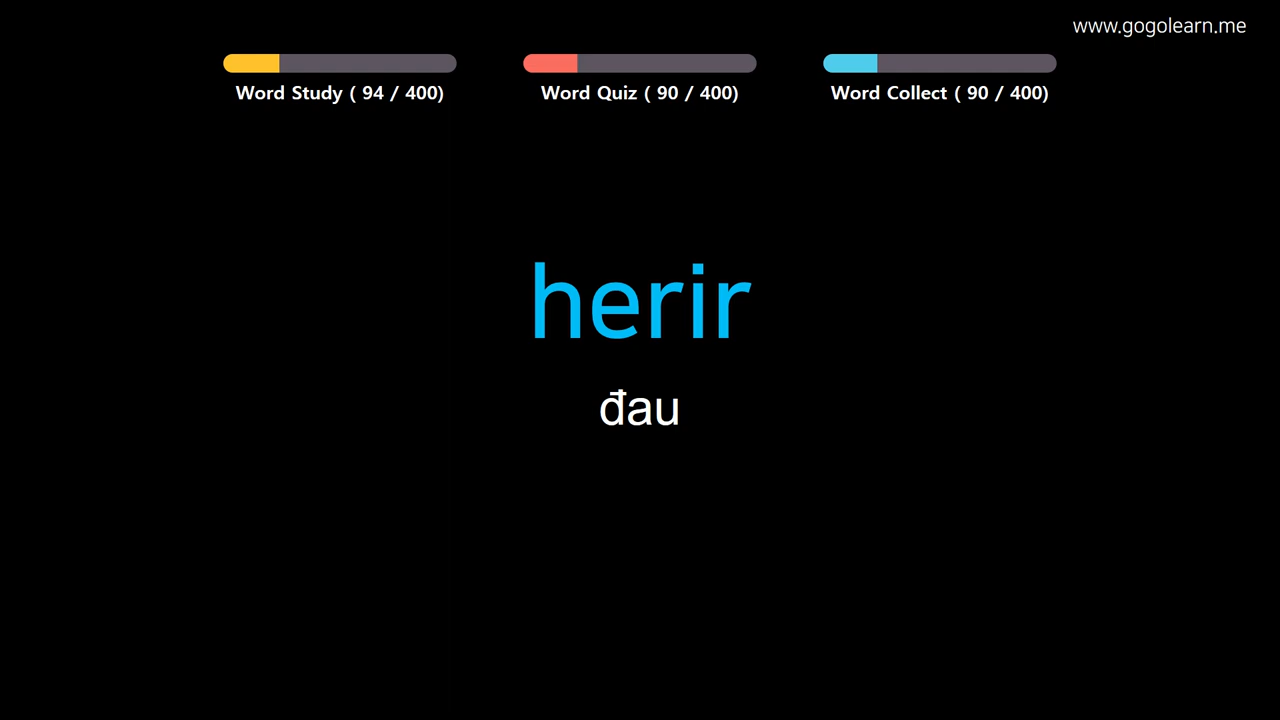 www.gogolearn.me
Word Study ( 94 / 400)
Word Quiz ( 90 / 400)
Word Collect ( 90 / 400)
herir
đau